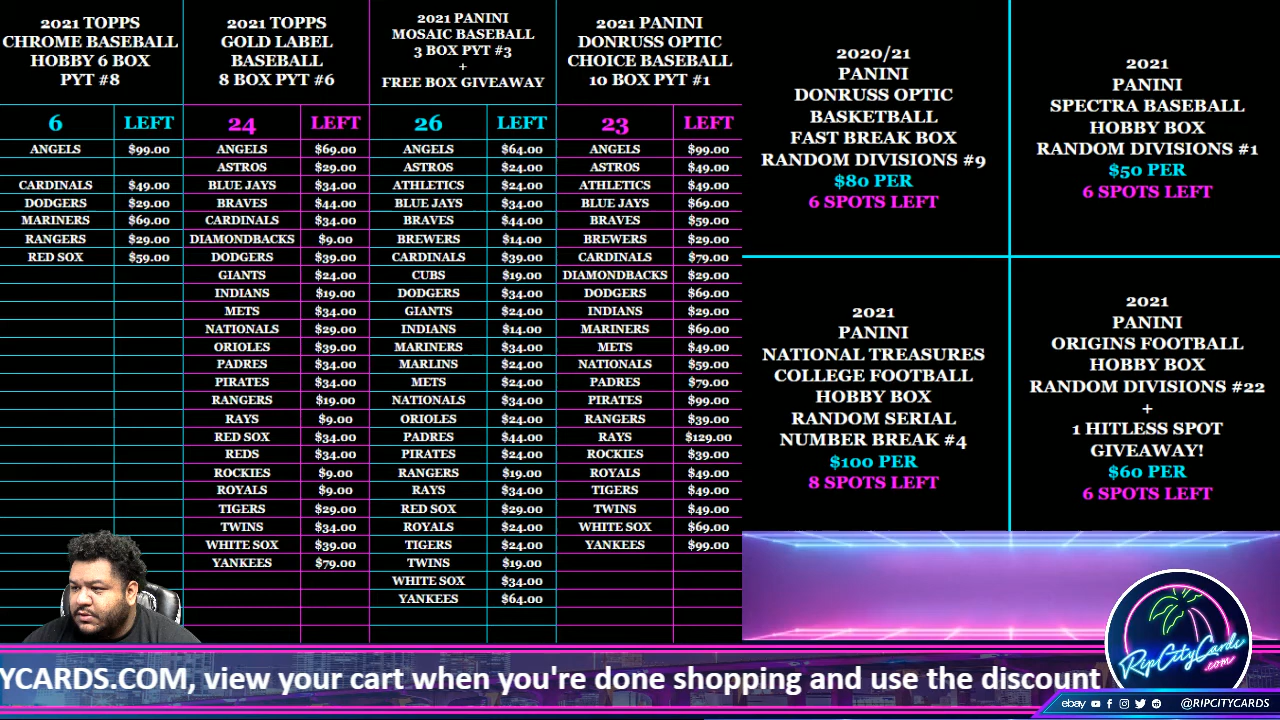 2021 TOPPS
CHROME BASEBALL
HOBBY 6 BOX
PYT #8
6 LEFT
ANGELS $99.00
CARDINALS $49.00
DODGERS $29.00
MARINERS $69.00
RANGERS $29.00
RED SOX $59.00
2021 TOPPS
GOLD LABEL
BASEBALL
8 BOX PYT #6
24 LEFT
ANGELS $69.00
ASTROS $29.00
BLUE JAYS $34.00
BRAVES $44.00
CARDINALS $34.00
DIAMONDBACKS $9.00
DODGERS $39.00
GIANTS $24.00
INDIANS $19.00
METS $34.00
NATIONALS $29.00
ORIOLES $39.00
PADRES $34.00
PIRATES $34.00
RANGERS $19.00
RAYS $9.00
RED SOX $34.00
REDS $34.00
ROCKIES $9.00
ROYALS $9.00
TIGERS $29.00
TWINS $34.00
WHITE SOX $39.00
YANKEES $79.00
2021 PANINI
MOSAIC BASEBALL
3 BOX PYT #3
+
FREE BOX GIVEAWAY
26 LEFT
ANGELS $64.00
ASTROS $24.00
ATHLETICS $24.00
BLUE JAYS $34.00
BRAVES $44.00
BREWERS $14.00
CARDINALS $39.00
CUBS $19.00
DODGERS $34.00
GIANTS $24.00
INDIANS $14.00
MARINERS $34.00
MARLINS $24.00
METS $24.00
NATIONALS $34.00
ORIOLES $24.00
PADRES $44.00
PIRATES $24.00
RANGERS $19.00
RAYS $34.00
RED SOX $29.00
ROYALS $24.00
TIGERS $24.00
TWINS $19.00
WHITE SOX $34.00
YANKEES $64.00
2021 PANINI
DONRUSS OPTIC
CHOICE BASEBALL
10 BOX PYT #1
23 LEFT
ANGELS $99.00
ASTROS $49.00
ATHLETICS $49.00
BLUE JAYS $69.00
BRAVES $59.00
BREWERS $29.00
CARDINALS $79.00
DIAMONDBACKS $29.00
DODGERS $69.00
INDIANS $29.00
MARINERS $69.00
METS $49.00
NATIONALS $59.00
PADRES $79.00
PIRATES $99.00
RANGERS $39.00
RAYS $129.00
ROCKIES $39.00
ROYALS $49.00
TIGERS $49.00
TWINS $49.00
WHITE SOX $69.00
YANKEES $99.00
2020/21
PANINI
DONRUSS OPTIC
BASKETBALL
FAST BREAK BOX
RANDOM DIVISIONS #9
$80 PER
6 SPOTS LEFT
2021
PANINI
SPECTRA BASEBALL
HOBBY BOX
RANDOM DIVISIONS #1
$50 PER
6 SPOTS LEFT
2021
PANINI
NATIONAL TREASURES
COLLEGE FOOTBALL
HOBBY BOX
RANDOM SERIAL
NUMBER BREAK #4
$100 PER
8 SPOTS LEFT
2021
PANINI
ORIGINS FOOTBALL
HOBBY BOX
RANDOM DIVISIONS #22
+
1 HITLESS SPOT
GIVEAWAY!
$60 PER
6 SPOTS LEFT
YCARDS.COM, view your cart when you're done shopping and use the discount
RipCityCards
.com
ebay @RIPCITYCARDS